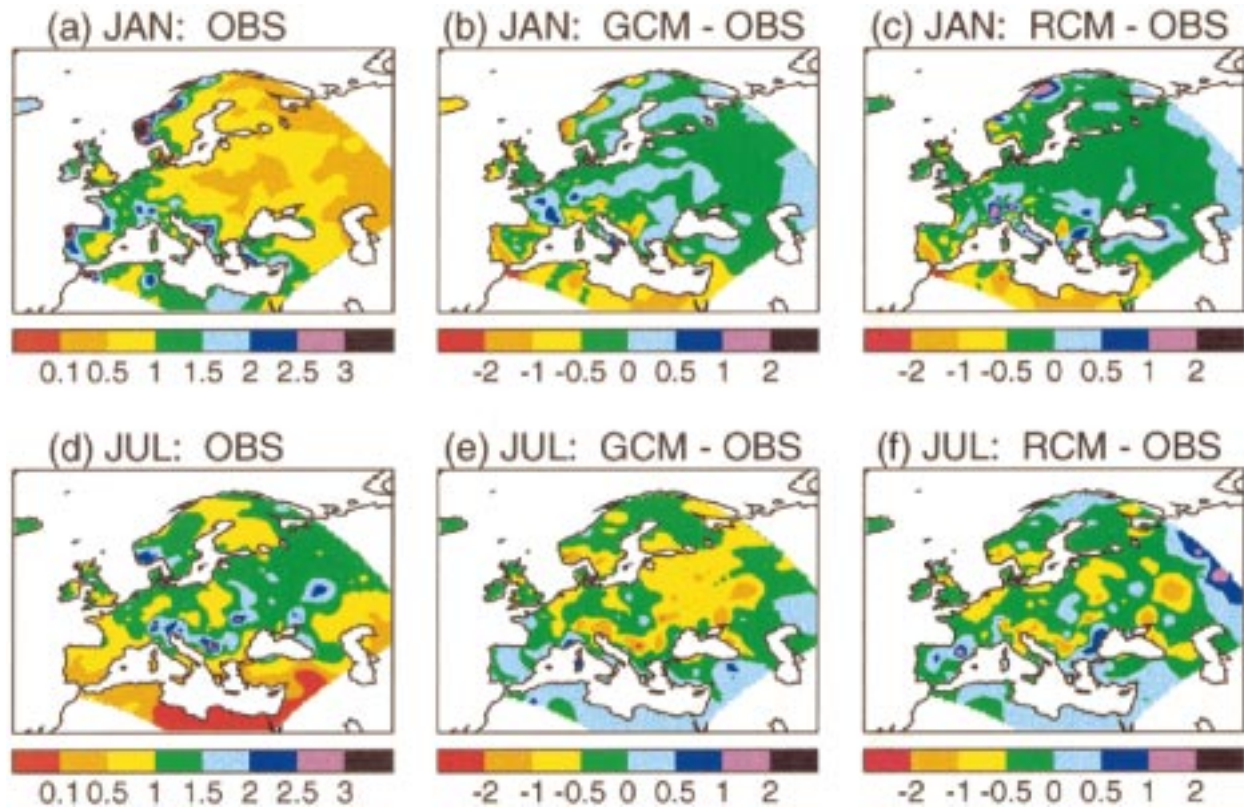 (a) JAN: OBS
(b) JAN: GCM - OBS
(c) JAN: RCM - OBS
0.1 0.5 1 1.5 2 2.5 3
-2 -1 -0.5 0 0.5 1 2
-2 -1 -0.5 0 0.5 1 2
(d) JUL: OBS
(e) JUL: GCM - OBS
(f) JUL: RCM - OBS
0.1 0.5 1 1.5 2 2.5 3
-2 -1 -0.5 0 0.5 1 2
-2 -1 -0.5 0 0.5 1 2